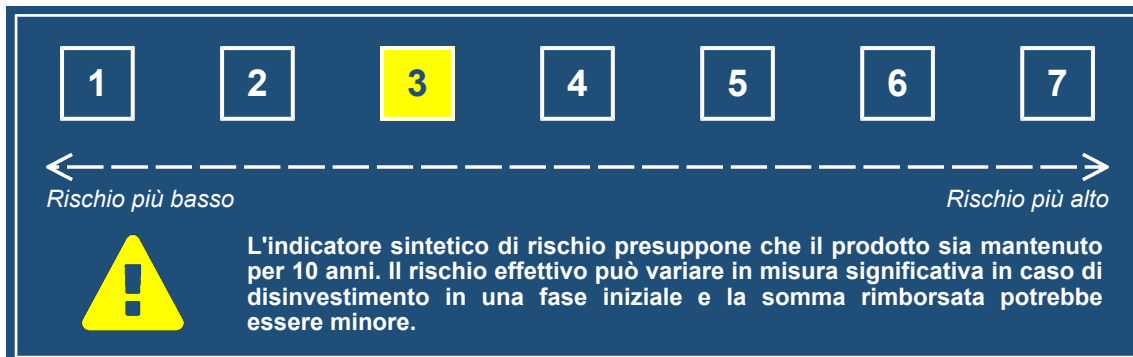 1 2 3 4 5 6 7
Rischio più basso Rischio più alto
L'indicatore sintetico di rischio presuppone che il prodotto sia mantenuto
per 10 anni. Il rischio effettivo può variare in misura significativa in caso di
disinvestimento in una fase iniziale e la somma rimborsata potrebbe
essere minore.